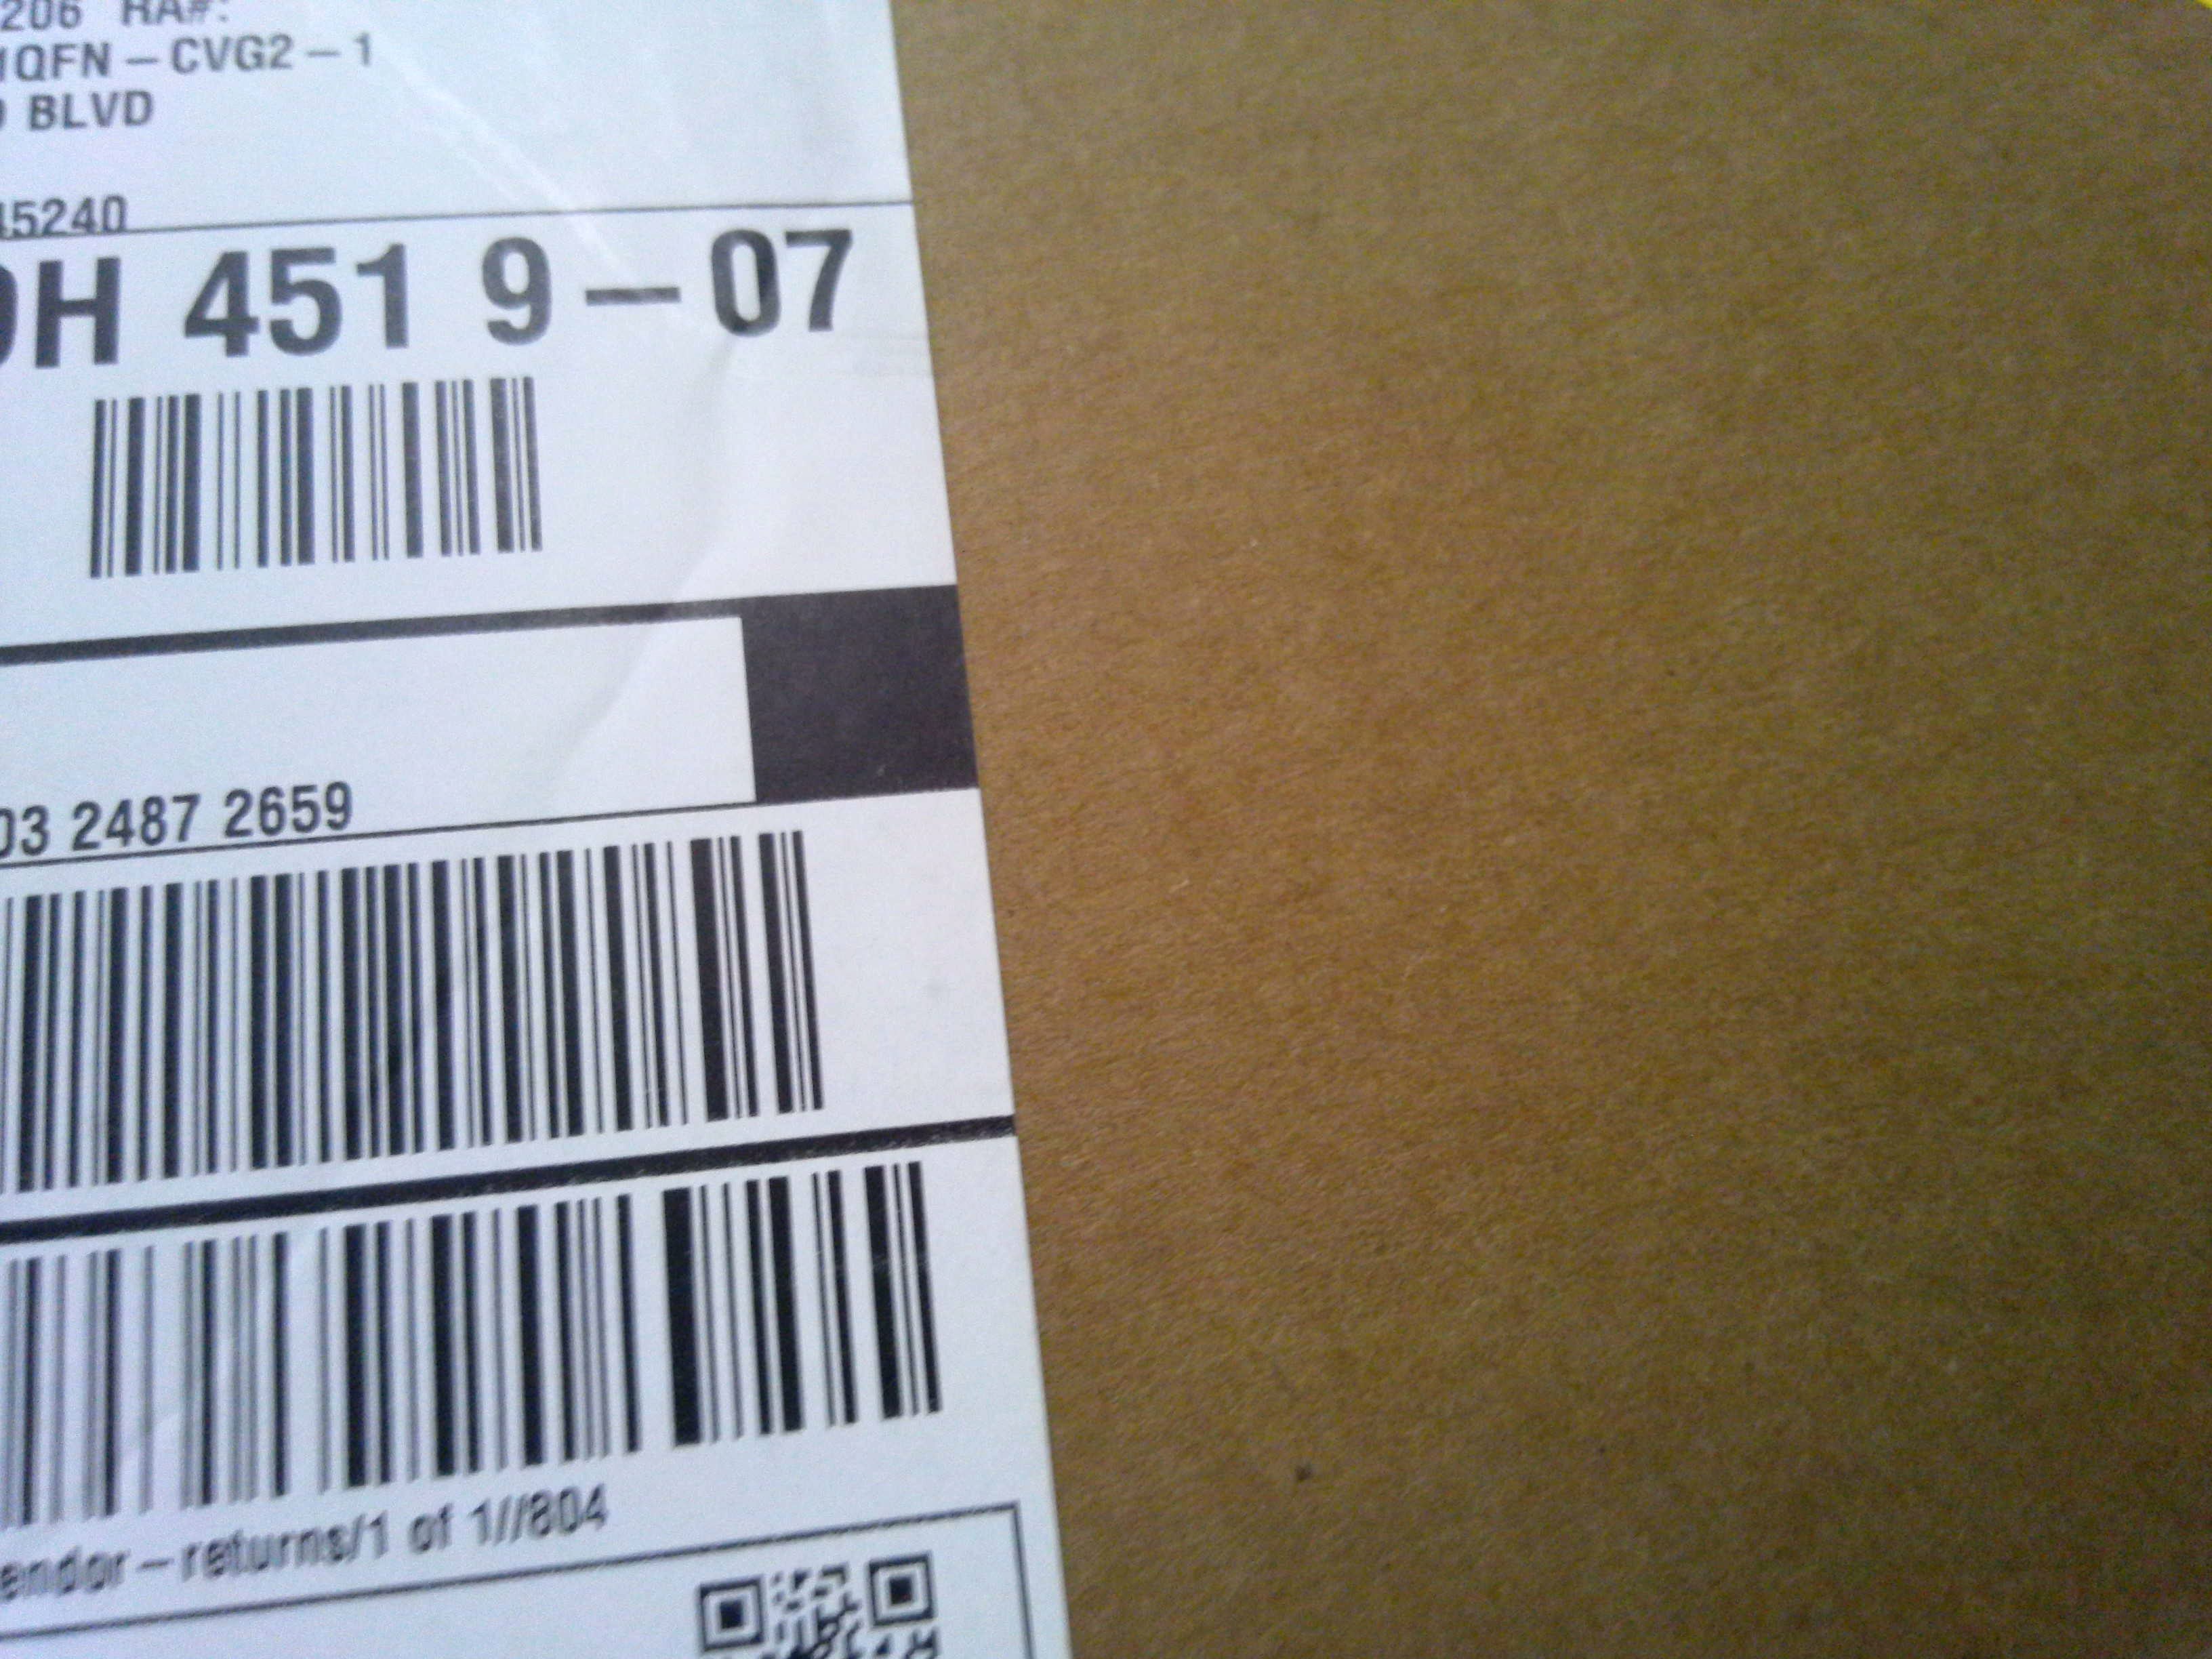 206 RA#:
1QFN – CVG2 – 1
BLVD
45240
OH 451 9 – 07
03 2487 2659
endor – returns/1 of 1//804